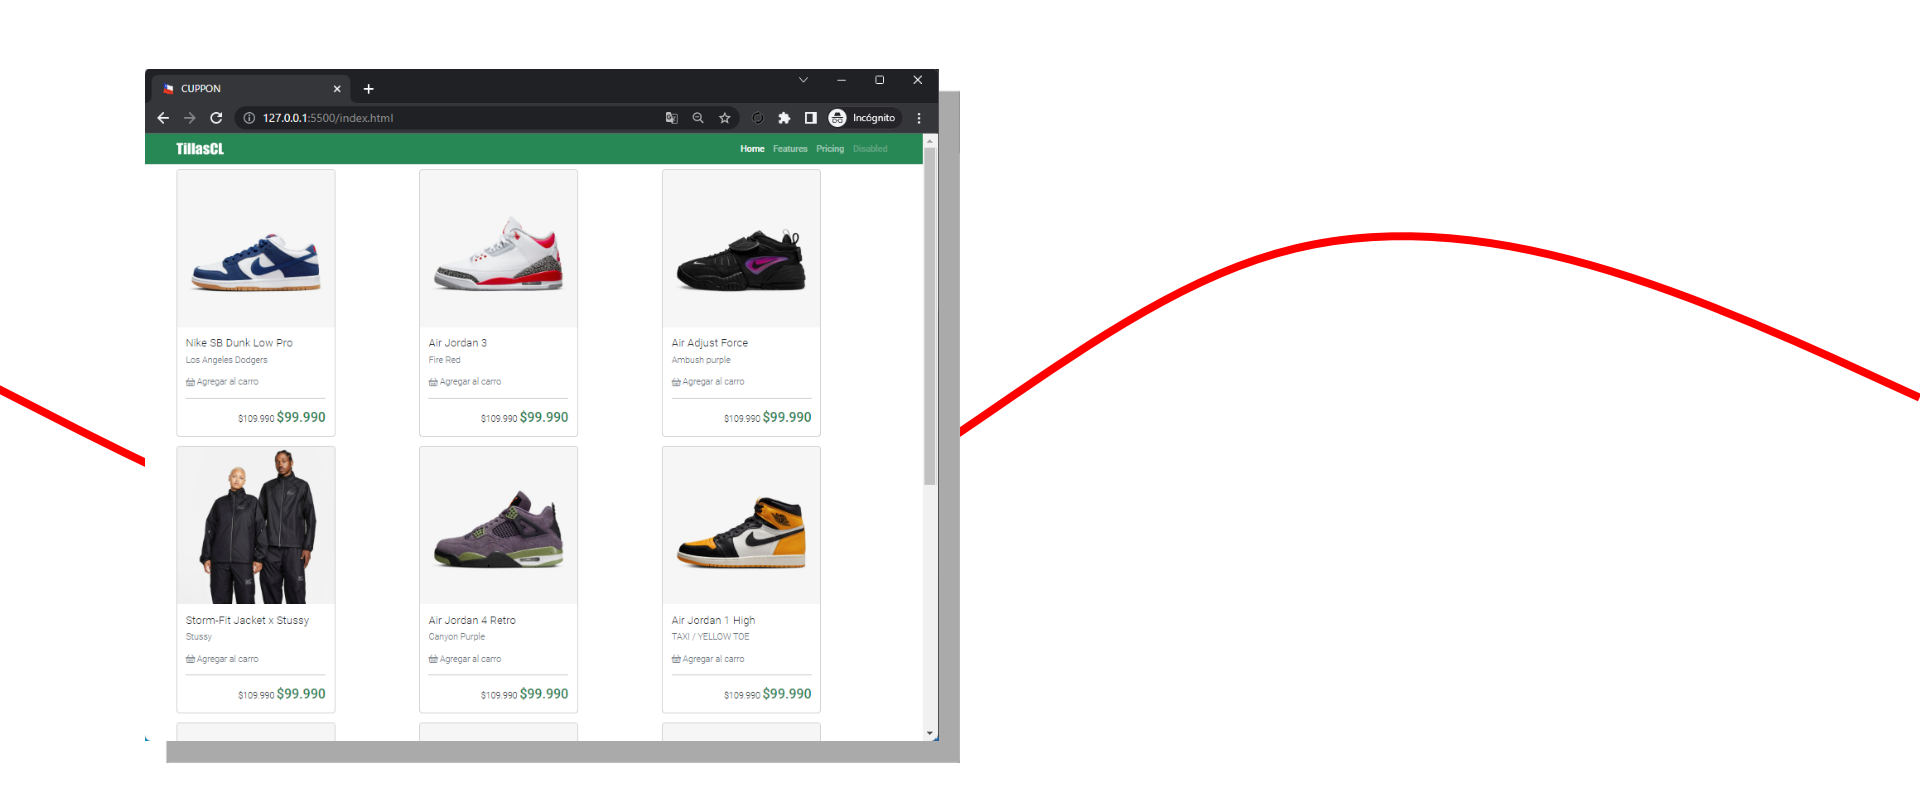 CUPPON
127.0.0.1:5500/index.html
Incógnito
TillasCL
Home Features Pricing Disabled
Nike SB Dunk Low Pro
Los Angeles Dodgers
Agregar al carro
$109.990 $99.990
Air Jordan 3
Fire Red
Agregar al carro
$109.990 $99.990
Air Adjust Force
Ambush purple
Agregar al carro
$109.990 $99.990
Storm-Fit Jacket x Stussy
Stussy
Agregar al carro
$109.990 $99.990
Air Jordan 4 Retro
Canyon Purple
Agregar al carro
$109.990 $99.990
Air Jordan 1 High
TAXI / YELLOW TOE
Agregar al carro
$109.990 $99.990